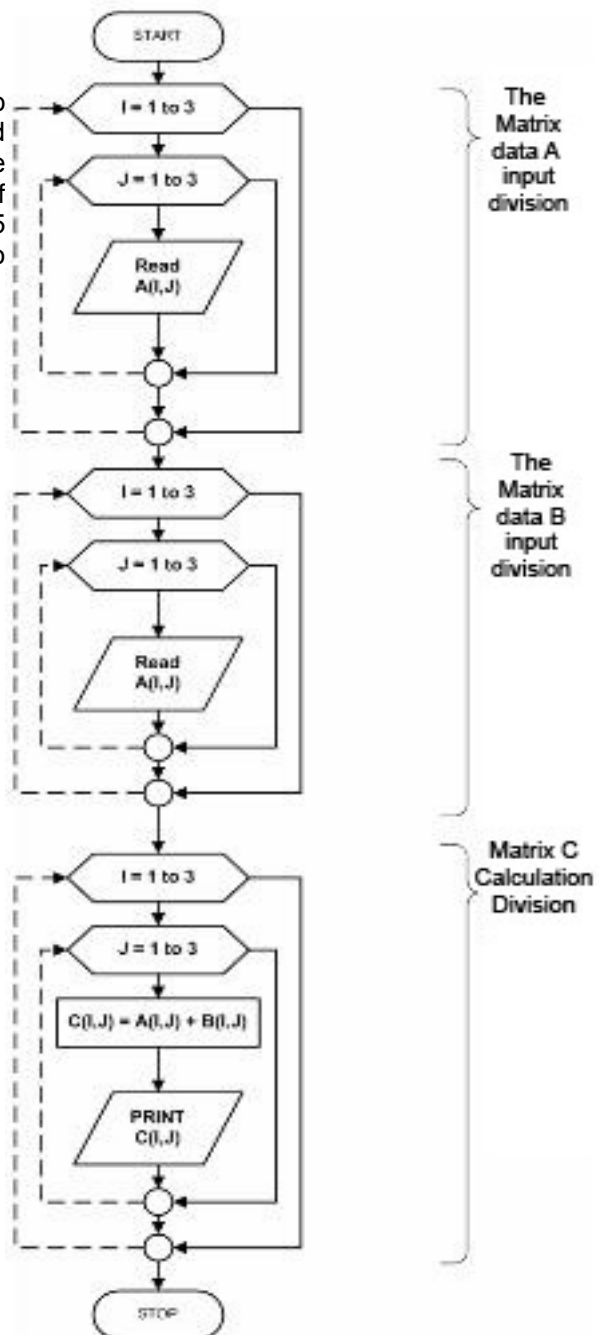 START
I = 1 to 3
J = 1 to 3
Read
A(I,J)
The
Matrix
data A
input
division
I = 1 to 3
J = 1 to 3
Read
A(I,J)
The
Matrix
data B
input
division
I = 1 to 3
J = 1 to 3
C(I,J) = A(I,J) + B(I,J)
PRINT
C(I,J)
Matrix C
Calculation
Division
STOP